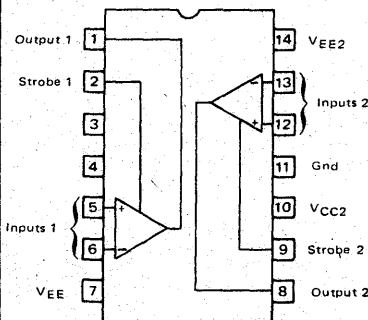 Output 1
1
14
VEE2
Strobe 1
2
13
Inputs 2
3
12
4
11
Gnd
Inputs 1
5
10
VCC2
6
9
Strobe 2
VEE
7
8
Output 2
+
−
−
+